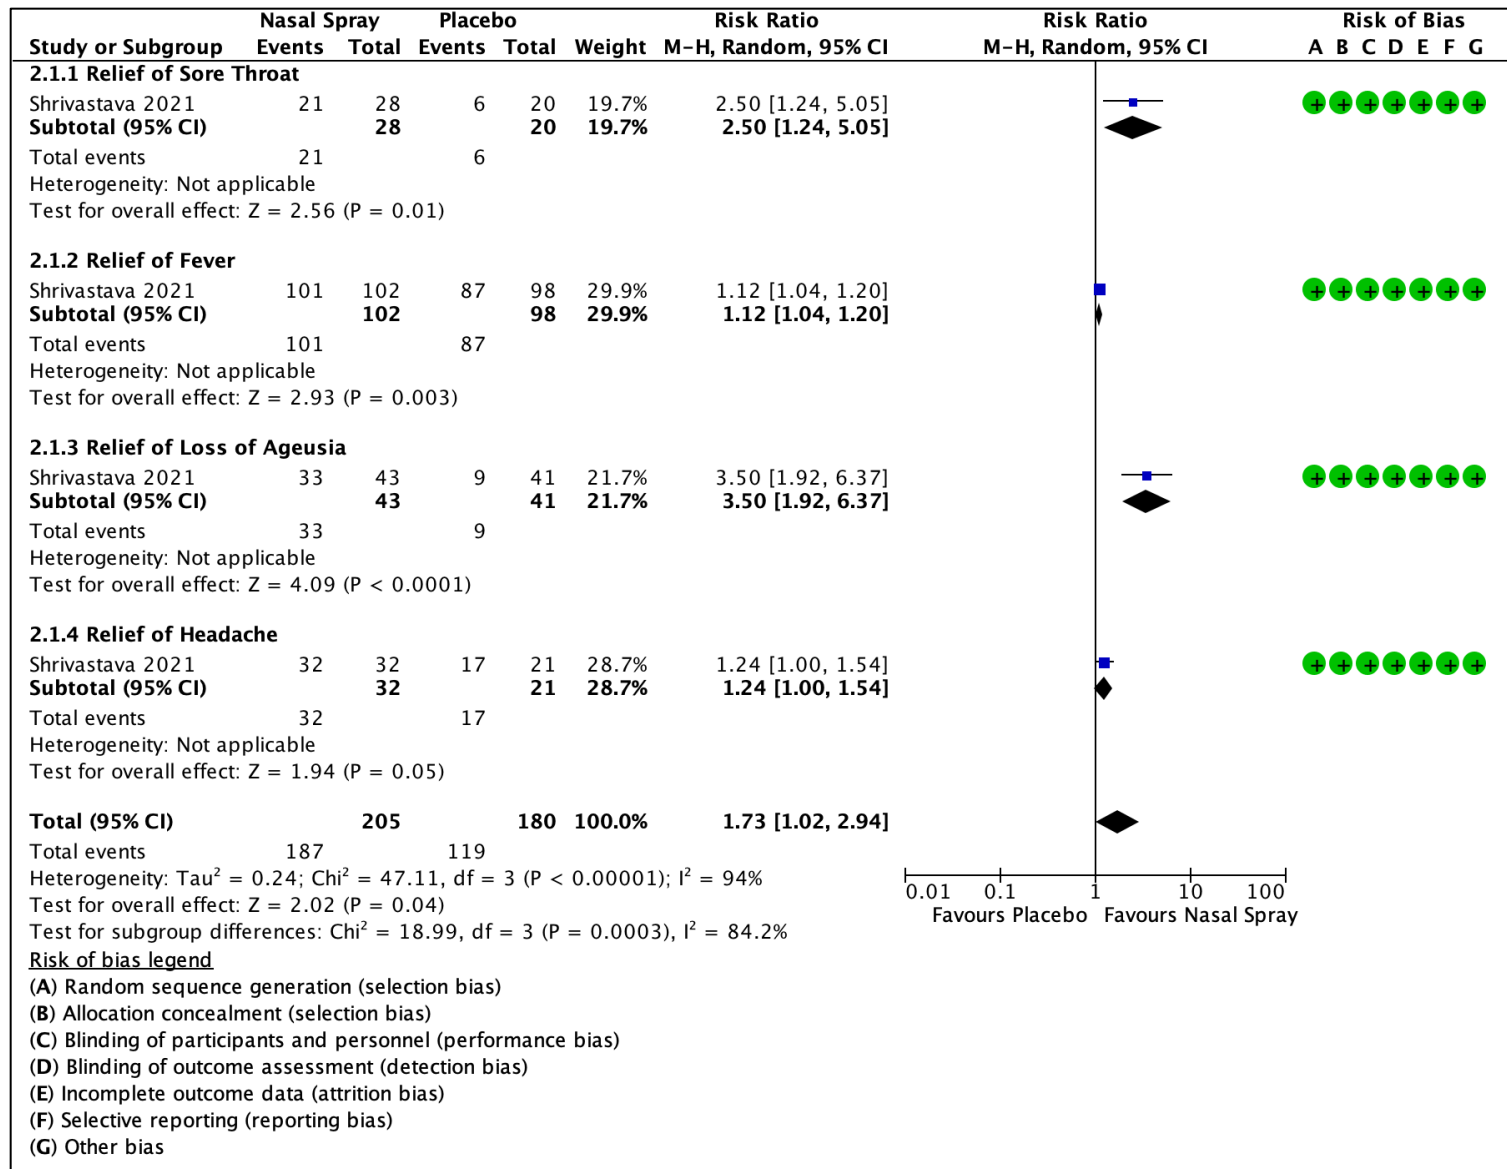 Nasal Spray Placebo Risk Ratio Risk Ratio Risk of Bias
Study or Subgroup Events Total Events Total Weight M-H, Random, 95% CI M-H, Random, 95% CI A B C D E F G
2.1.1 Relief of Sore Throat
Shrivastava 2021 21 28 6 20 19.7% 2.50 [1.24, 5.05] + + + + + + +
Subtotal (95% CI) 28 20 19.7% 2.50 [1.24, 5.05]
Total events 21 6
Heterogeneity: Not applicable
Test for overall effect: Z = 2.56 (P = 0.01)
2.1.2 Relief of Fever
Shrivastava 2021 101 102 87 98 29.9% 1.12 [1.04, 1.20] + + + + + + +
Subtotal (95% CI) 102 98 29.9% 1.12 [1.04, 1.20]
Total events 101 87
Heterogeneity: Not applicable
Test for overall effect: Z = 2.93 (P = 0.003)
2.1.3 Relief of Loss of Ageusia
Shrivastava 2021 33 43 9 41 21.7% 3.50 [1.92, 6.37] + + + + + + +
Subtotal (95% CI) 43 41 21.7% 3.50 [1.92, 6.37]
Total events 33 9
Heterogeneity: Not applicable
Test for overall effect: Z = 4.09 (P < 0.0001)
2.1.4 Relief of Headache
Shrivastava 2021 32 32 17 21 28.7% 1.24 [1.00, 1.54] + + + + + + +
Subtotal (95% CI) 32 21 28.7% 1.24 [1.00, 1.54]
Total events 32 17
Heterogeneity: Not applicable
Test for overall effect: Z = 1.94 (P = 0.05)
Total (95% CI) 205 180 100.0% 1.73 [1.02, 2.94]
Total events 187 119
Heterogeneity: Tau² = 0.24; Chi² = 47.11, df = 3 (P < 0.00001); I² = 94%
Test for overall effect: Z = 2.02 (P = 0.04)
Test for subgroup differences: Chi² = 18.99, df = 3 (P = 0.0003), I² = 84.2%
0.01 0.1 1 10 100
Favours Placebo Favours Nasal Spray
Risk of bias legend
(A) Random sequence generation (selection bias)
(B) Allocation concealment (selection bias)
(C) Blinding of participants and personnel (performance bias)
(D) Blinding of outcome assessment (detection bias)
(E) Incomplete outcome data (attrition bias)
(F) Selective reporting (reporting bias)
(G) Other bias